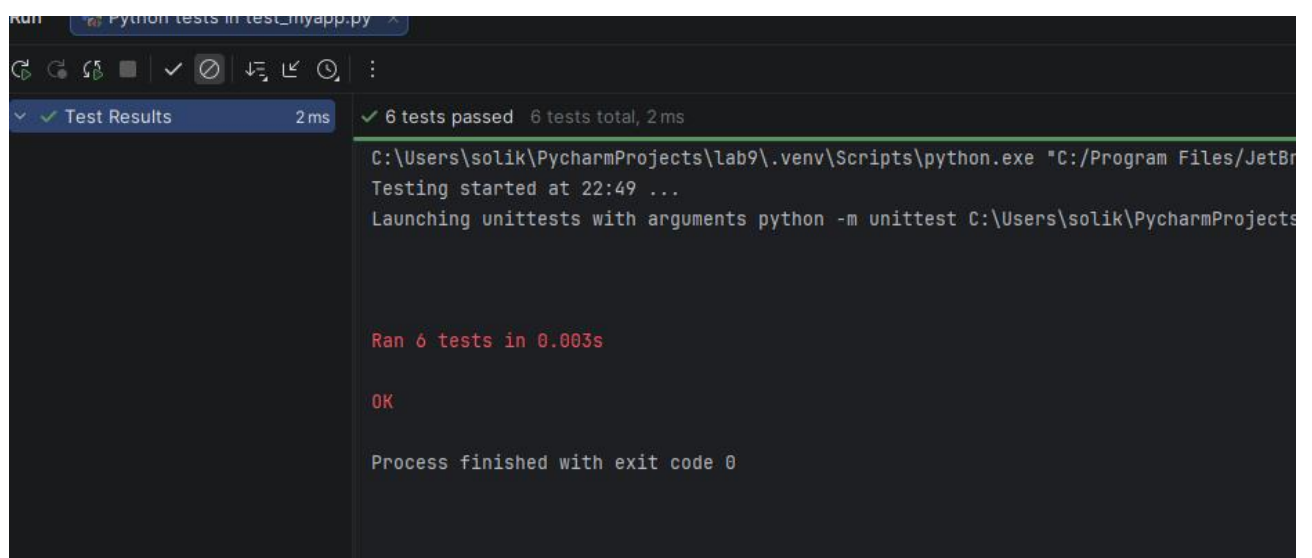 Run Python tests in test_myapp.py
Test Results 2 ms
6 tests passed 6 tests total, 2 ms
C:\Users\solik\PycharmProjects\lab9\.venv\Scripts\python.exe "C:/Program Files/JetBr
Testing started at 22:49 ...
Launching unittests with arguments python -m unittest C:\Users\solik\PycharmProjects
Ran 6 tests in 0.003s
OK
Process finished with exit code 0